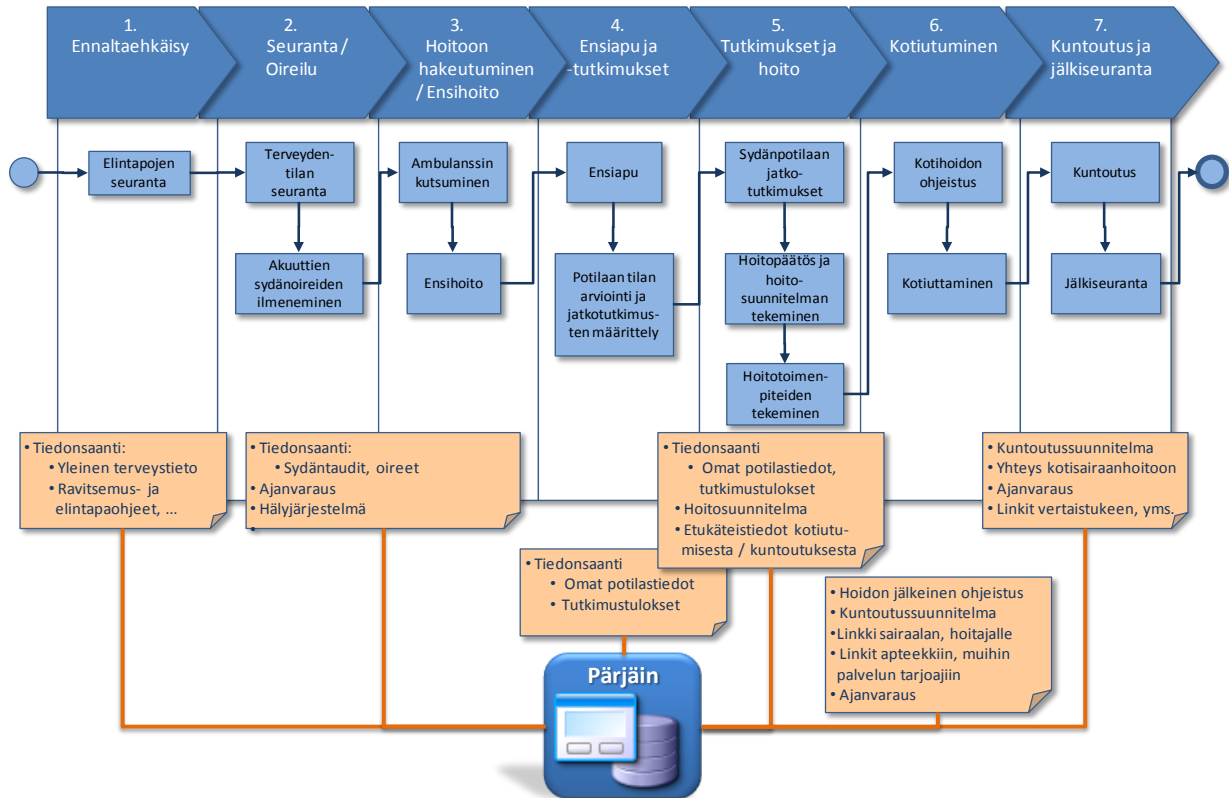 1.
Ennaltaehkäisy
2.
Seuranta /
Oireilu
3.
Hoitoon
hakeutuminen
/ Ensihoito
4.
Ensiapu ja
-tutkimukset
5.
Tutkimukset ja
hoito
6.
Kotiutuminen
7.
Kuntoutus ja
jälkiseuranta
Elintapojen
seuranta
Terveyden-
tilan
seuranta
Akuuttien
sydänoireiden
ilmeneminen
Ambulanssin
kutsuminen
Ensihoito
Ensiapu
Potilaan tilan
arviointi ja
jatkotutkimus-
ten määrittely
Sydänpotilaan
jatko-
tutkimukset
Hoitopäätös ja
hoito-
suunnitelman
tekeminen
Hoitotoimen-
piteiden
tekeminen
Kotihoidon
ohjeistus
Kotiuttaminen
Kuntoutus
Jälkiseuranta
• Tiedonsaanti:
• Yleinen terveystieto
• Ravitsemus- ja
elintapaohjeet, ...
• Tiedonsaanti:
• Sydäntaudit, oireet
• Ajanvaraus
• Hälyjärjestelmä
•
• Tiedonsaanti
• Omat potilastiedot
• Tutkimustulokset
• Tiedonsaanti
• Omat potilastiedot,
tutkimustulokset
• Hoitosuunnitelma
• Etukäteistiedot kotiutu-
misesta / kuntoutuksesta
• Hoidon jälkeinen ohjeistus
• Kuntoutussuunnitelma
•Linkki sairaalan, hoitajalle
• Linkit apteekkiin, muihin
palvelun tarjoajiin
• Ajanvaraus
• Kuntoutussuunnitelma
• Yhteys kotisairaanhoitoon
• Ajanvaraus
• Linkit vertaistukeen, yms.
Pärjäin